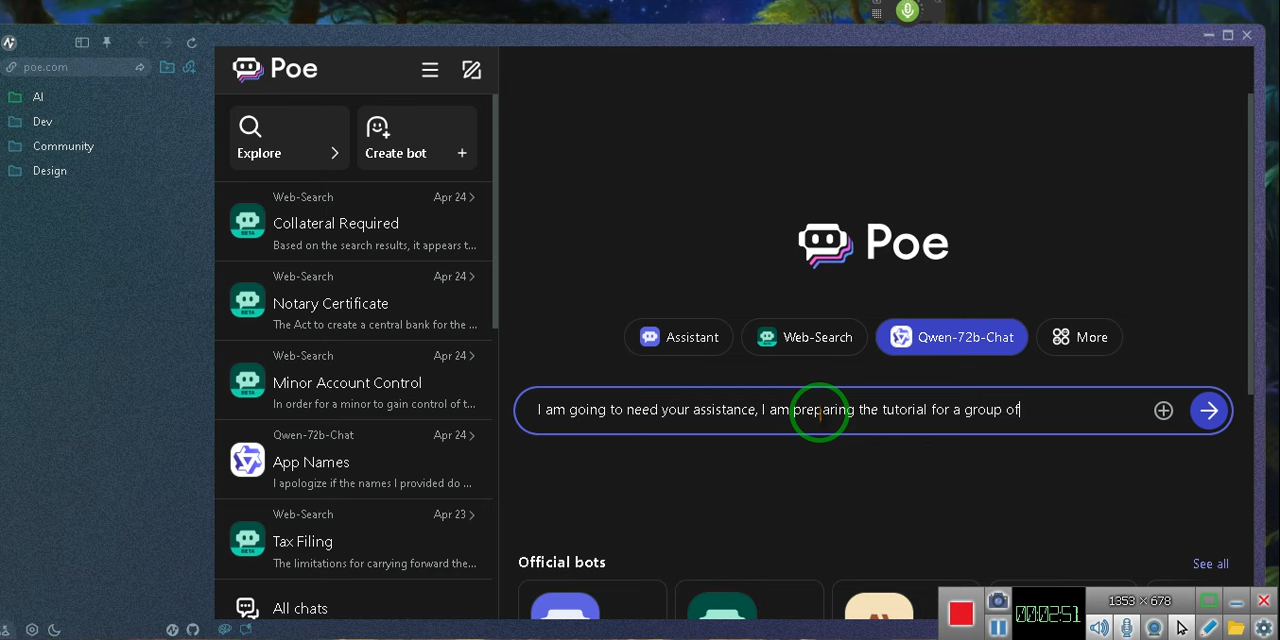 poe.com
AI
Dev
Community
Design
Poe
Explore
Create bot
Web-Search
Apr 24
Collateral Required
Based on the search results, it appears t...
Web-Search
Apr 24
Notary Certificate
The Act to create a central bank for the ...
Web-Search
Apr 24
Minor Account Control
In order for a minor to gain control of t...
Qwen-72b-Chat
Apr 24
App Names
I apologize if the names I provided do ...
Web-Search
Apr 23
Tax Filing
The limitations for carrying forward the...
All chats
Poe
Assistant
Web-Search
Qwen-72b-Chat
More
I am going to need your assistance, I am preparing the tutorial for a group of
Official bots
See all
BETA
BETA
BETA
BETA
00:02:51
1353 × 678